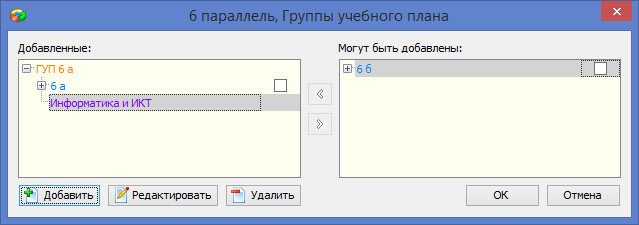 6 параллель, Группы учебного плана
Добавленные:
ГУП 6 а
6 а
Информатика и ИКТ
Могут быть добавлены:
6 б
Добавить
Редактировать
Удалить
ОК
Отмена